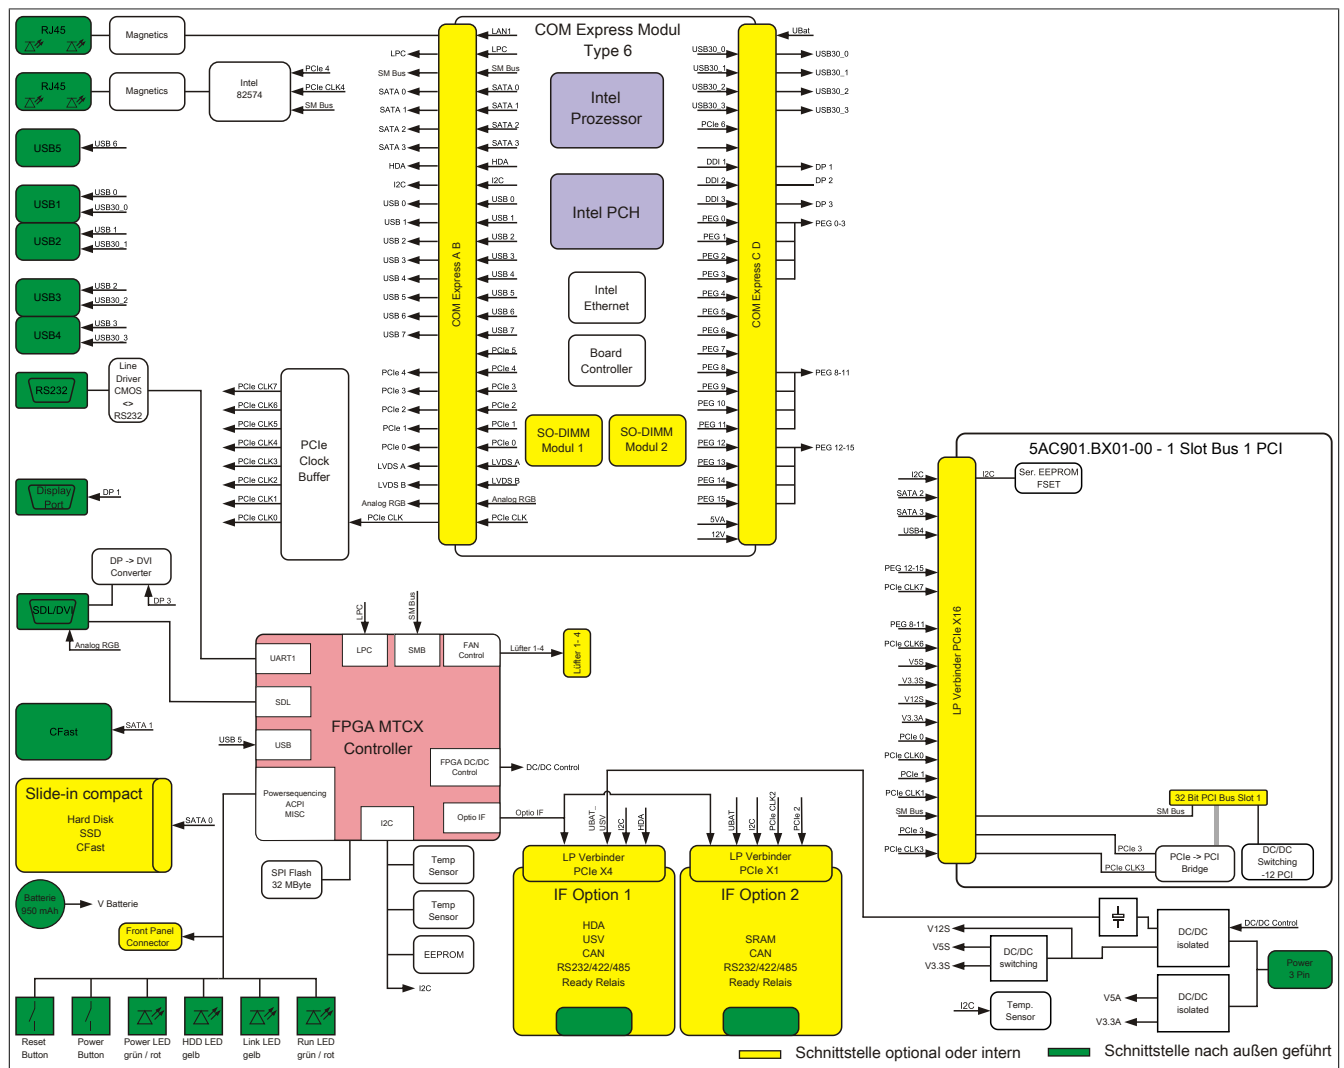 RJ45
Magnetics
RJ45
Magnetics
Intel
82574
PCIe 4
PCIe CLK4
SM Bus
USB5
USB 6
USB1
USB 0
USB30_0
USB2
USB 1
USB30_1
USB3
USB 2
USB30_2
USB4
USB 3
USB30_3
RS232
Line
Driver
CMOS
<>
RS232
Display
Port
DP 1
DP -> DVI
Converter
DP 3
SDL/DVI
Analog RGB
CFast
SATA 1
Slide-in compact
Hard Disk
SSD
CFast
SATA 0
Batterie
950 mAh
V Batterie
Front Panel
Connector
Reset
Button
Power
Button
Power LED
grün / rot
HDD LED
gelb
Link LED
gelb
Run LED
grün / rot
PCIe CLK7
PCIe CLK6
PCIe CLK5
PCIe CLK4
PCIe CLK3
PCIe CLK2
PCIe CLK1
PCIe CLK0
PCIe
Clock
Buffer
PCIe CLK
LPC
SM Bus
SATA 0
SATA 1
SATA 2
SATA 3
HDA
I2C
USB 0
USB 1
USB 2
USB 3
USB 4
USB 5
USB 6
USB 7
PCIe 4
PCIe 3
PCIe 2
PCIe 1
PCIe 0
LVDS A
LVDS B
Analog RGB
COM Express A B
LAN1
LPC
SM Bus
SATA 0
SATA 1
SATA 2
SATA 3
HDA
I2C
USB 0
USB 1
USB 2
USB 3
USB 4
USB 5
USB 6
USB 7
PCIe 5
PCIe 4
PCIe 3
PCIe 2
PCIe 1
PCIe 0
LVDS A
LVDS B
Analog RGB
PCIe CLK
COM Express Modul
Type 6
Intel
Prozessor
Intel PCH
Intel
Ethernet
Board
Controller
SO-DIMM
Modul 1
SO-DIMM
Modul 2
USB30_0
USB30_1
USB30_2
USB30_3
PCIe 6
DDI 1
DDI 2
DDI 3
PEG 0
PEG 1
PEG 2
PEG 3
PEG 4
PEG 5
PEG 6
PEG 7
PEG 8
PEG 9
PEG 10
PEG 11
PEG 12
PEG 13
PEG 14
PEG 15
5VA
12V
COM Express C D
UBat
USB30_0
USB30_1
USB30_2
USB30_3
DP 1
DP 2
DP 3
PEG 0-3
PEG 8-11
PEG 12-15
LPC
SM Bus
UART1
LPC
SMB
FAN
Control
Lüfter 1-4
Lüfter 1- 4
SDL
FPGA MTCX
Controller
USB 5
USB
FPGA DC/DC
Control
DC/DC Control
Powersequencing
ACPI
MISC
I2C
Optio IF
Optio IF
SPI Flash
32 MByte
Temp
Sensor
Temp
Sensor
EEPROM
I2C
UBAT_
USV
I2C
HDA
LP Verbinder
PCIe X4
IF Option 1
HDA
USV
CAN
RS232/422/485
Ready Relais
UBAT
I2C
PCIe CLK2
PCIe 2
LP Verbinder
PCIe X1
IF Option 2
SRAM
CAN
RS232/422/485
Ready Relais
5AC901.BX01-00 - 1 Slot Bus 1 PCI
I2C
SATA 2
SATA 3
USB4
PEG 12-15
PCIe CLK7
PEG 8-11
PCIe CLK6
V5S
V3.3S
V12S
V3.3A
PCIe 0
PCIe CLK0
PCIe 1
PCIe CLK1
SM Bus
PCIe 3
PCIe CLK3
LP Verbinder PCIe X16
I2C
Ser. EEPROM
FSET
32 Bit PCI Bus Slot 1
SM Bus
PCIe 3
PCIe CLK3
PCIe -> PCI
Bridge
DC/DC
Switching
-12 PCI
V12S
V5S
V3.3S
DC/DC
switching
DC/DC
isolated
DC/DC Control
Power
3 Pin
I2C
Temp.
Sensor
V5A
V3.3A
DC/DC
isolated
Schnittstelle optional oder intern
Schnittstelle nach außen geführt